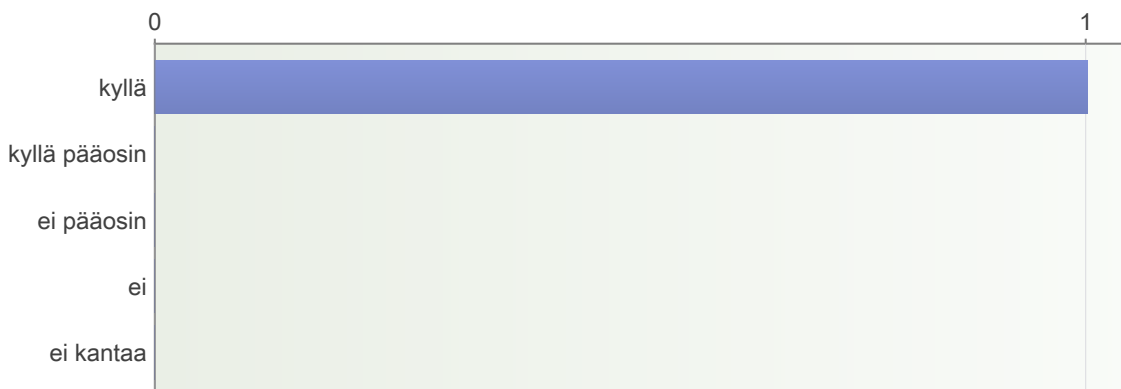 0 1
kyllä
kyllä pääosin
ei pääosin
ei
ei kantaa